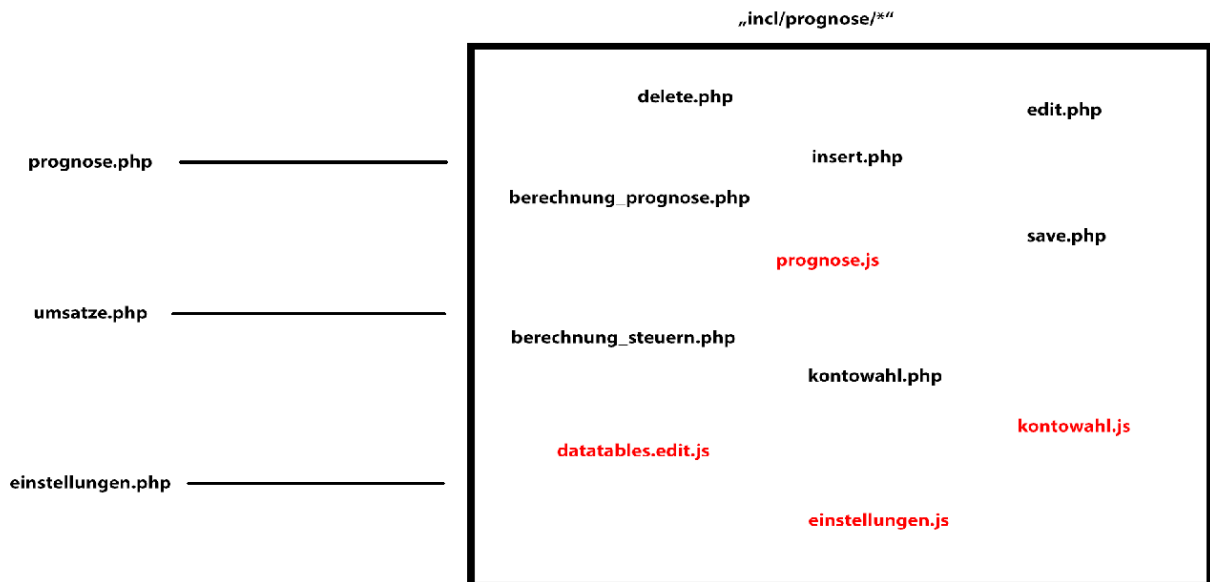 „incl/prognose/*“
delete.php
edit.php
prognose.php
insert.php
berechnung_prognose.php
save.php
prognose.js
umsatze.php
berechnung_steuern.php
kontowahl.php
kontowahl.js
datatables.edit.js
einstellungen.php
einstellungen.js